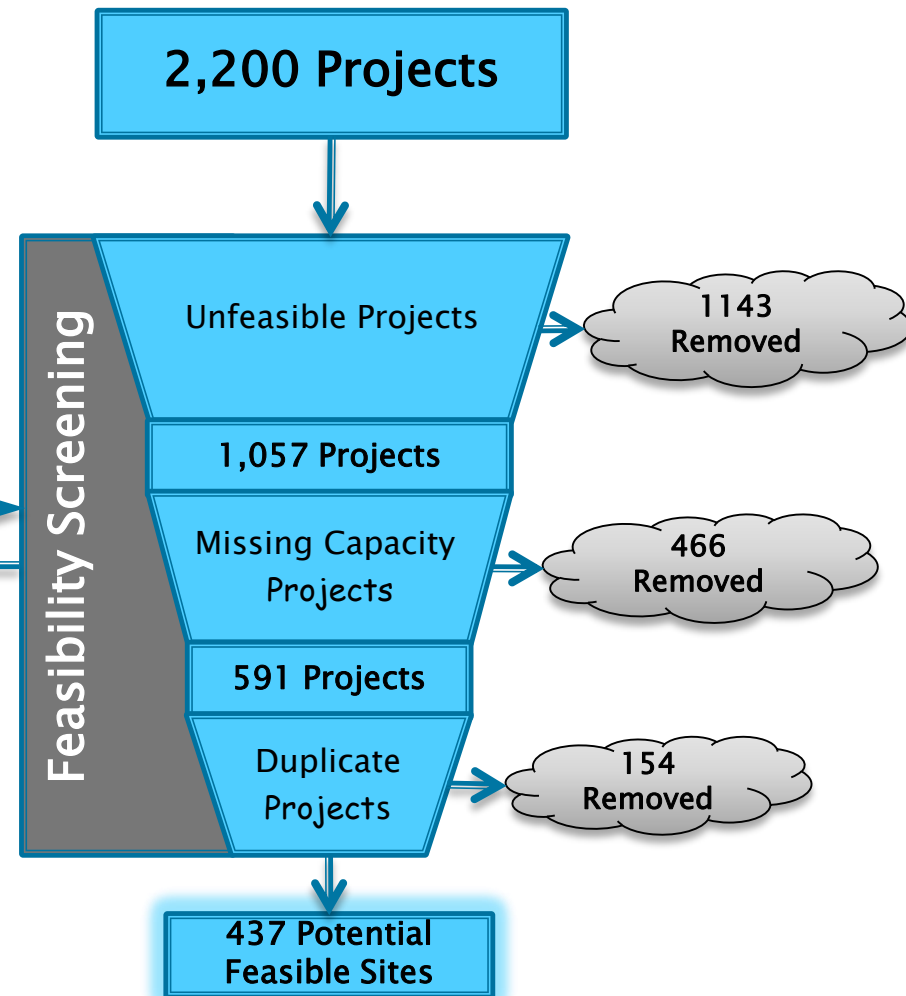 2,200 Projects
Feasibility Screening
Unfeasible Projects
1143
Removed
1,057 Projects
Missing Capacity
Projects
466
Removed
591 Projects
Duplicate
Projects
154
Removed
437 Potential
Feasible Sites